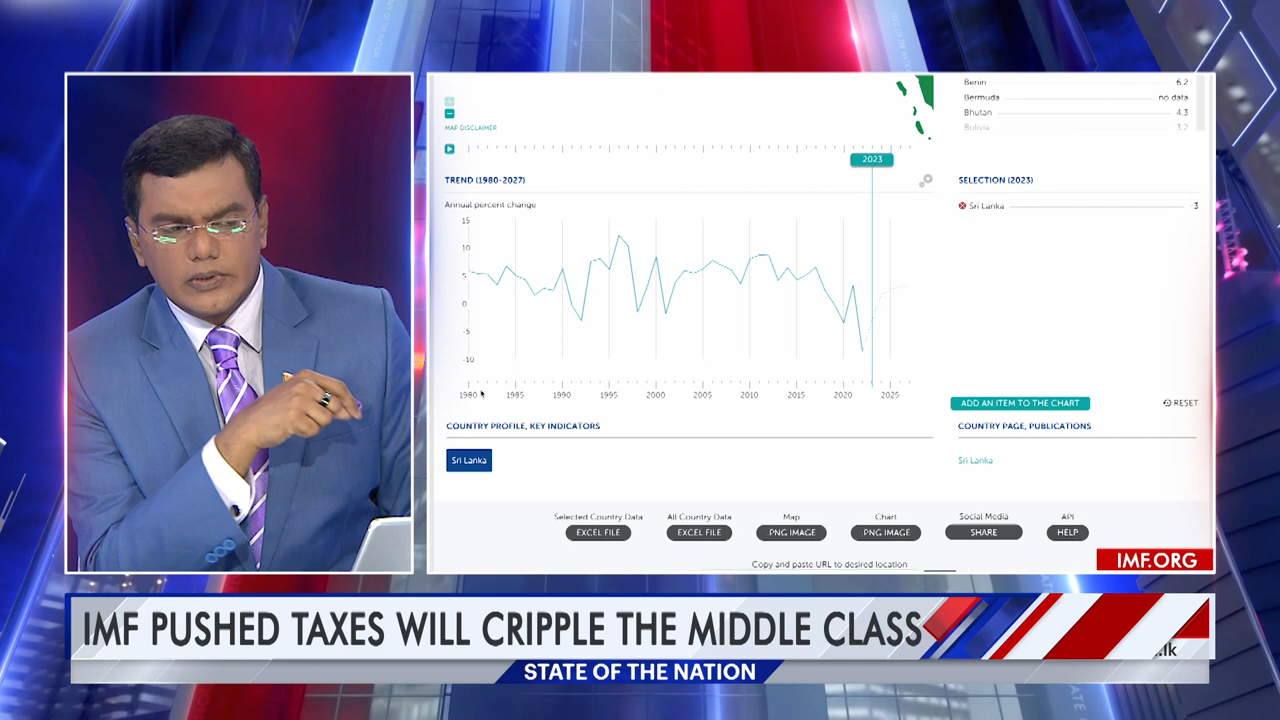 Benin 6.2
Bermuda no data
Bhutan 4.3
Bolivia 3.2
MAP DISCLAIMER
2023
TREND (1980-2027)
SELECTION (2023)
Annual percent change
Sri Lanka -3
15
10
5
0
-5
-10
1980 1985 1990 1995 2000 2005 2010 2015 2020 2025
ADD AN ITEM TO THE CHART
RESET
COUNTRY PROFILE, KEY INDICATORS
COUNTRY PAGE, PUBLICATIONS
Sri Lanka
Sri Lanka
Selected Country Data All Country Data Map Chart Social Media API
EXCEL FILE EXCEL FILE PNG IMAGE PNG IMAGE SHARE HELP
Copy and paste URL to desired location
IMF.ORG
IMF PUSHED TAXES WILL CRIPPLE THE MIDDLE CLASS
.lk
STATE OF THE NATION